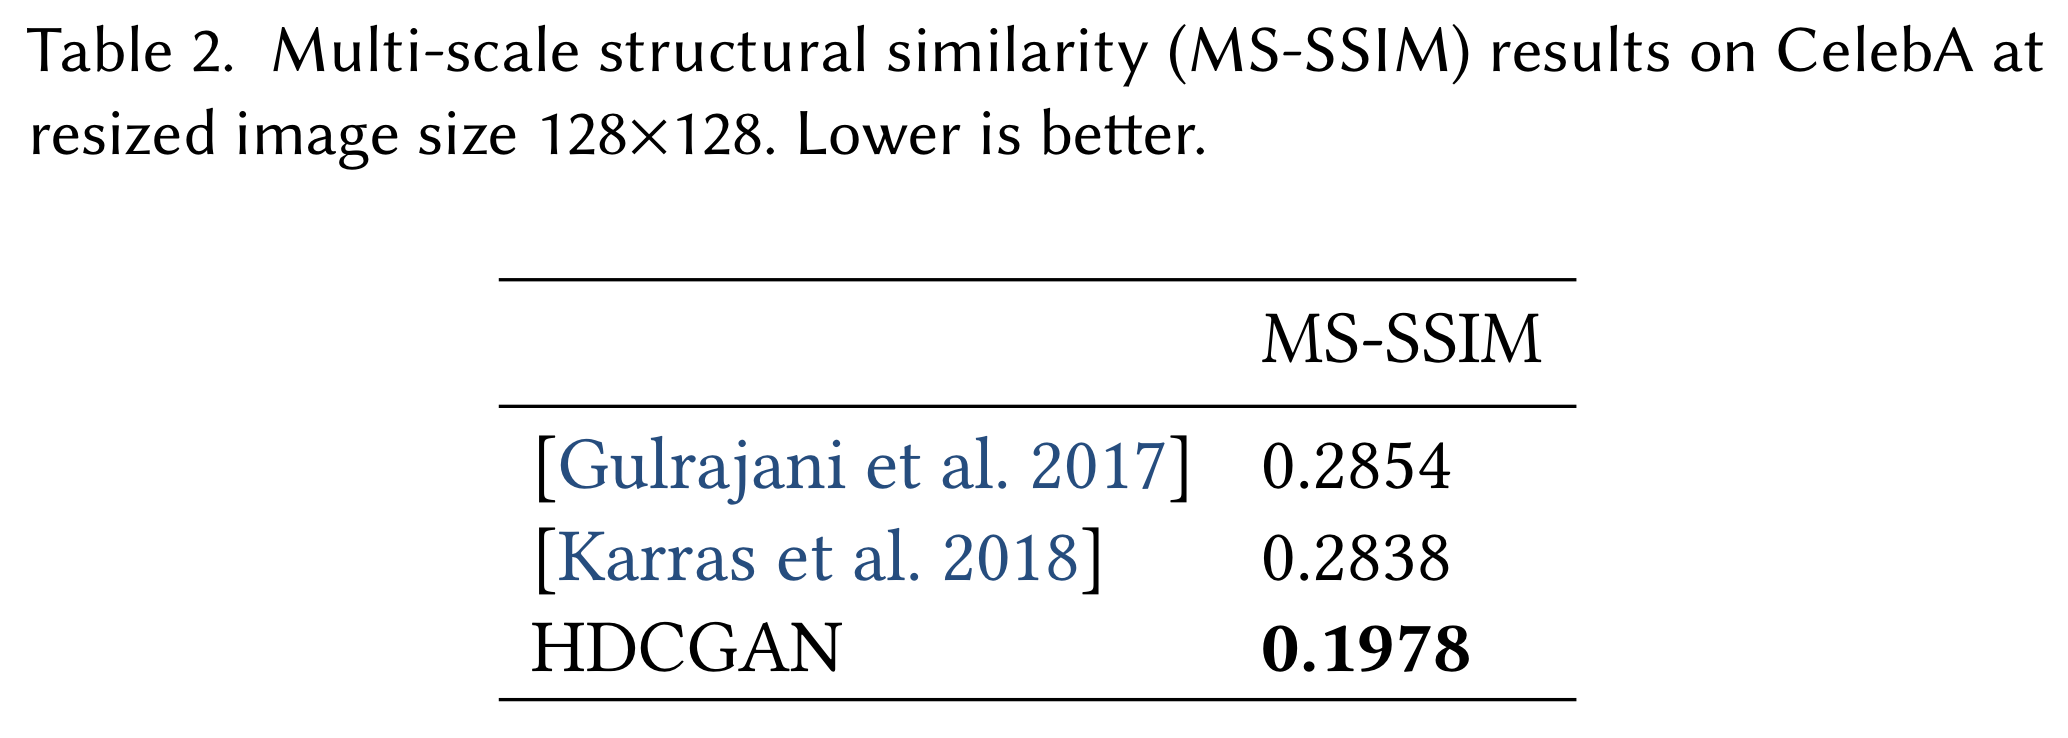 Table 2. Multi-scale structural similarity (MS-SSIM) results on CelebA at
resized image size 128×128. Lower is better.
MS-SSIM
[Gulrajani et al. 2017] 0.2854
[Karras et al. 2018] 0.2838
HDCGAN 0.1978